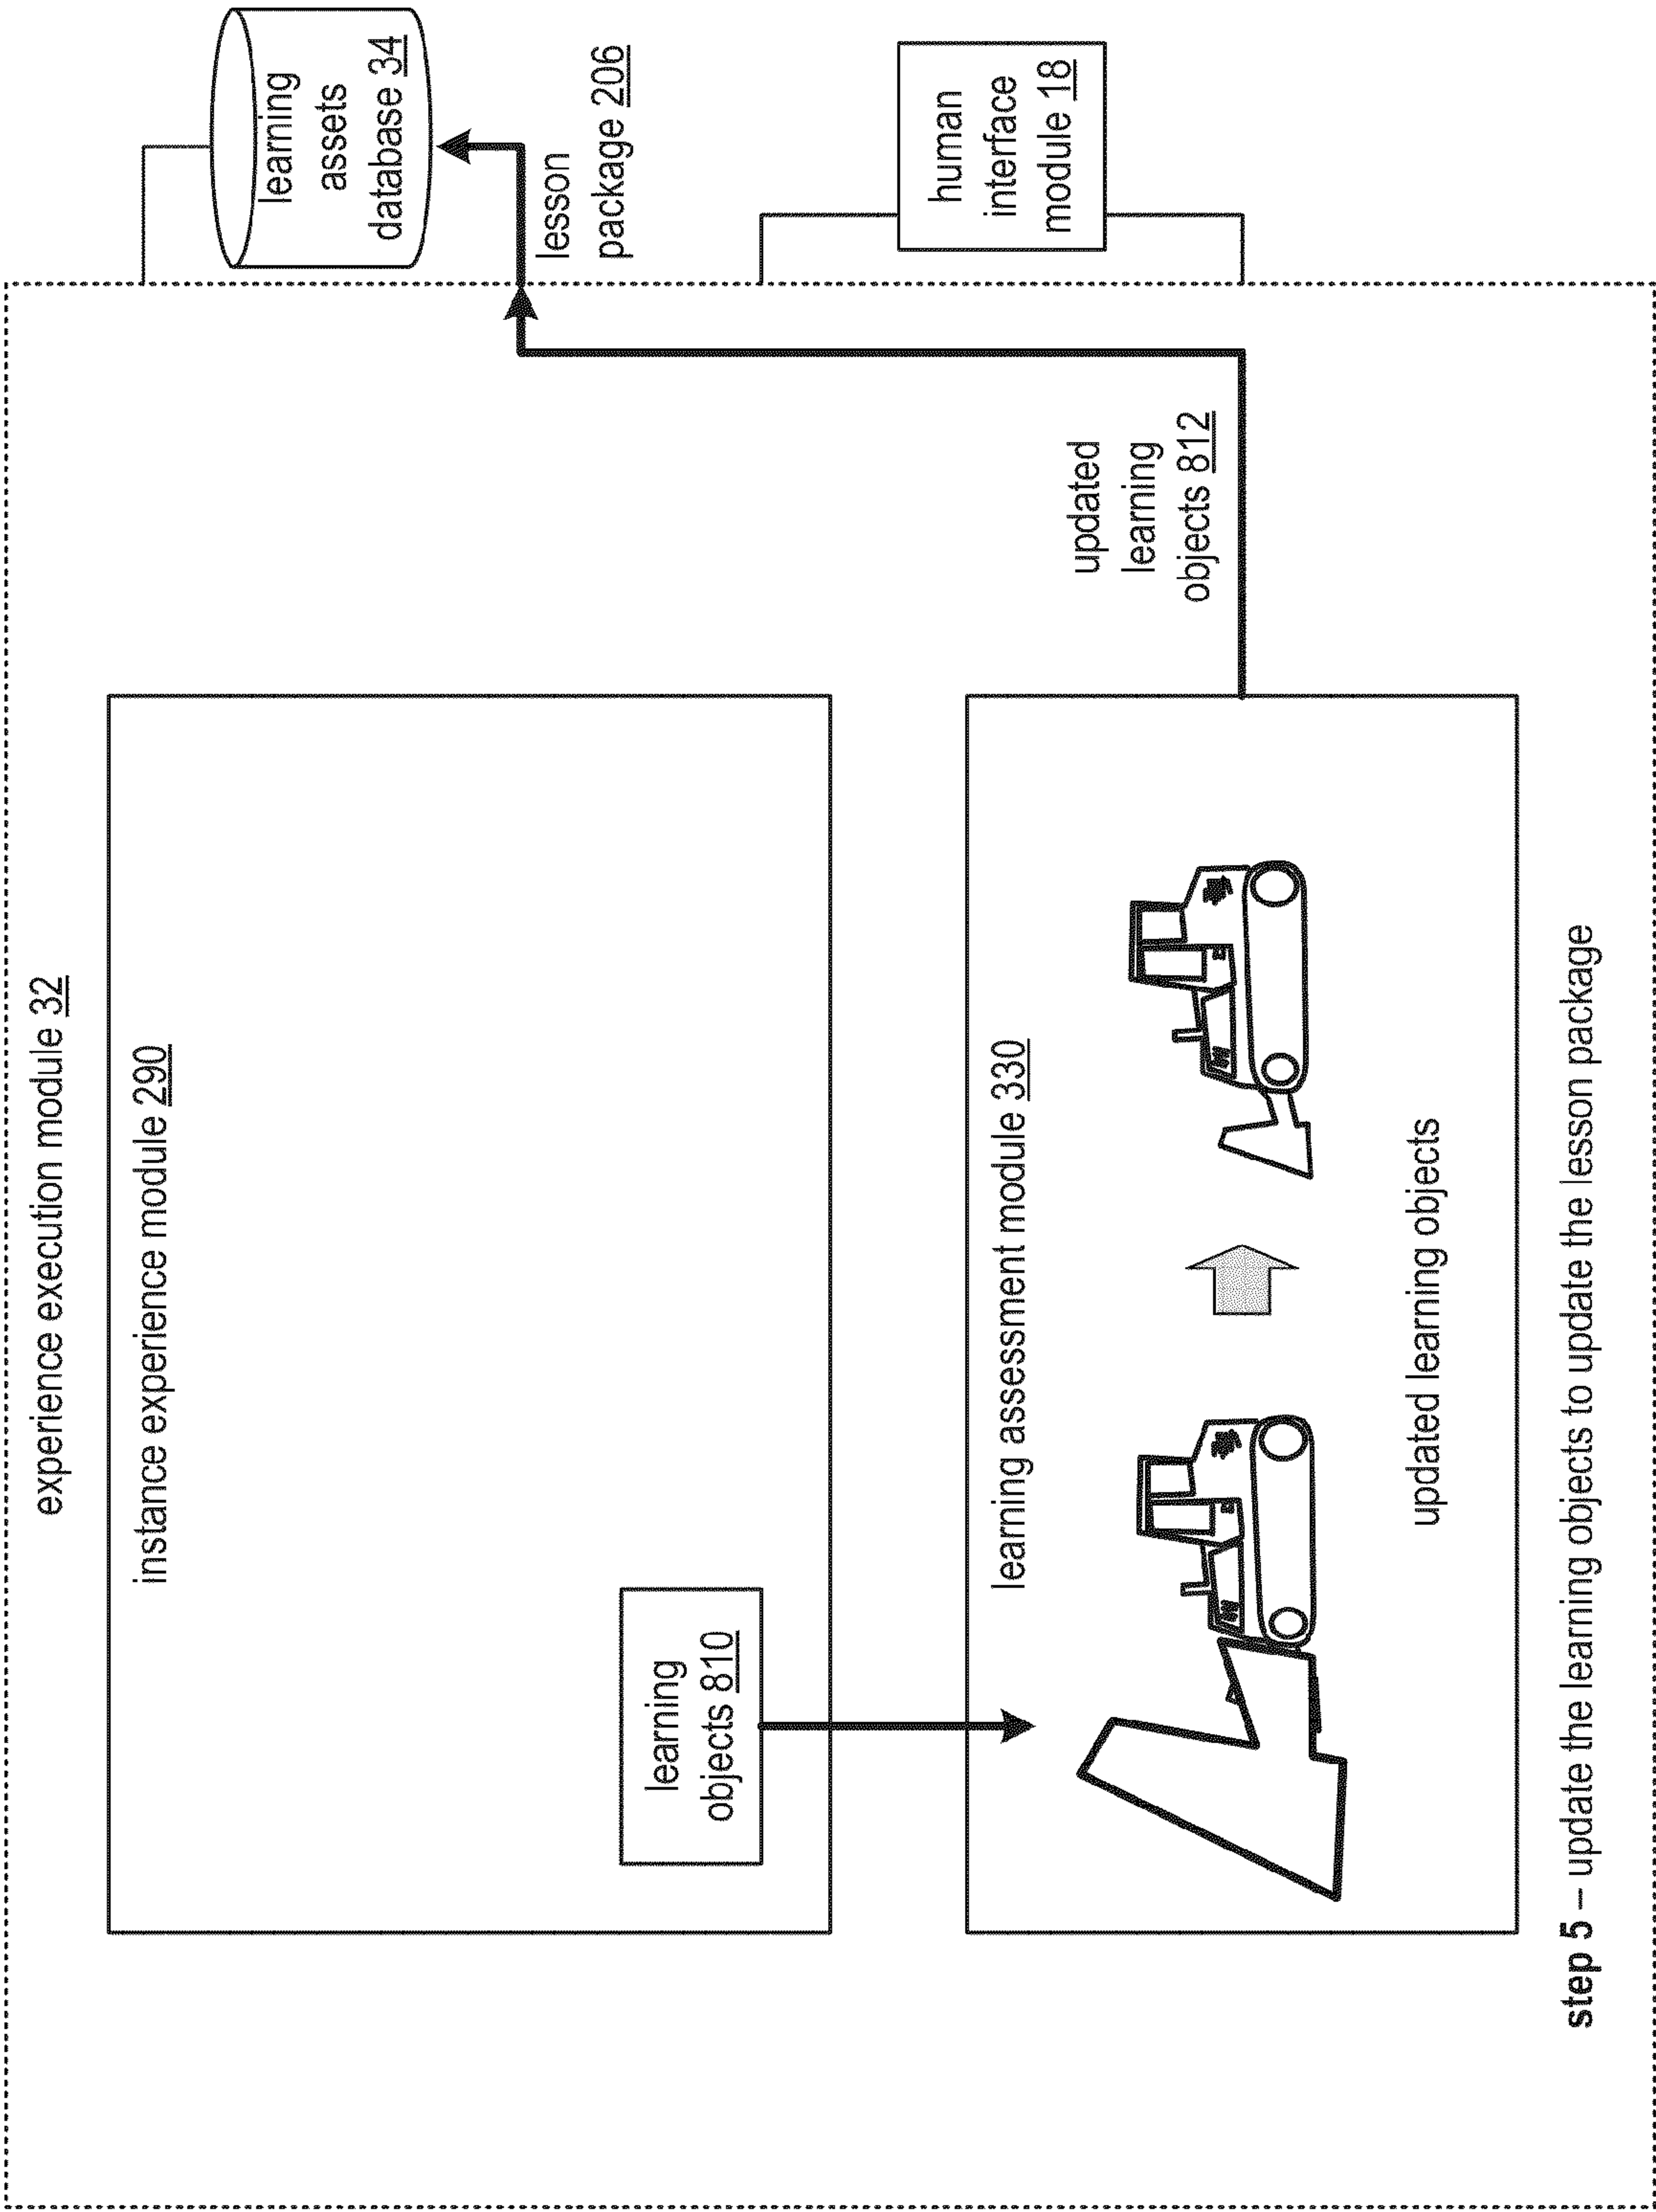 experience execution module 32
instance experience module 290
learning
objects 810
learning assessment module 330
updated learning objects
updated
learning
objects 812
learning
assets
database 34
lesson
package 206
human
interface
module 18
step 5 – update the learning objects to update the lesson package